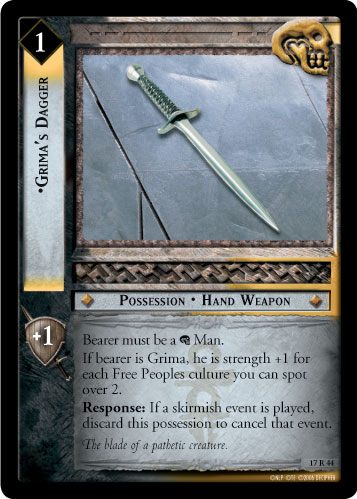 1
•Grima's Dagger
Possession • Hand Weapon
+1
Bearer must be a Man.
If bearer is Grima, he is strength +1 for
each Free Peoples culture you can spot
over 2.
Response: If a skirmish event is played,
discard this possession to cancel that event.
The blade of a pathetic creature.
17 R 44